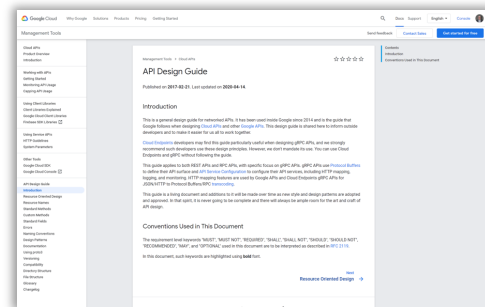 Google Cloud Why Google Solutions Products Pricing Getting Started Docs Support English Console
Management Tools Send feedback Contact Sales Get started for free
Cloud APIs
Product Overview
Introduction
Working with APIs
Getting Started
Monitoring API Usage
Capping API Usage
Using Client Libraries
Client Libraries Explained
Google Cloud Client Libraries
Firebase SDP Libraries
Using Service APIs
HTTP Guidelines
System Parameters
Other Tools
Google Cloud SDK
Google Cloud Console
API Design Guide
Introduction
Resource Oriented Design
Resource Names
Standard Methods
Custom Methods
Standard Fields
Errors
Naming Conventions
Design Patterns
Documentation
Using proto3
Versioning
Compatibility
Directory Structure
File Structure
Glossary
Changelog
Management Tools > Cloud APIs
API Design Guide
Published on 2017-02-21. Last updated on 2020-04-14.
Introduction
This is a general design guide for networked APIs. It has been used inside Google since 2014 and is the guide that
Google follows when designing Cloud APIs and other Google APIs. This design guide is shared here to inform outside
developers and to make it easier for us all to work together.
Cloud Endpoints developers may find this guide particularly useful when designing gRPC APIs, and we strongly
recommend such developers use these design principles. However, we don't mandate its use. You can use Cloud
Endpoints and gRPC without following the guide.
This guide applies to both REST APIs and RPC APIs, with specific focus on gRPC APIs. gRPC APIs use Protocol Buffers
to define their API surface and API Service Configuration to configure their API services, including HTTP mapping,
logging, and monitoring. HTTP mapping features are used by Google APIs and Cloud Endpoints gRPC APIs for
JSON/HTTP to Protocol Buffers/RPC transcoding.
This guide is a living document and additions to it will be made over time as new style and design patterns are adopted
and approved. In that spirit, it is never going to be complete and there will always be ample room for the art and craft of
API design.
Conventions Used in This Document
The requirement level keywords "MUST", "MUST NOT", "REQUIRED", "SHALL", "SHALL NOT", "SHOULD", "SHOULD NOT",
"RECOMMENDED", "MAY", and "OPTIONAL" used in this document are to be interpreted as described in RFC 2119.
In this document, such keywords are highlighted using bold font.
Next
Resource Oriented Design
Contents
Introduction
Conventions Used in This Document